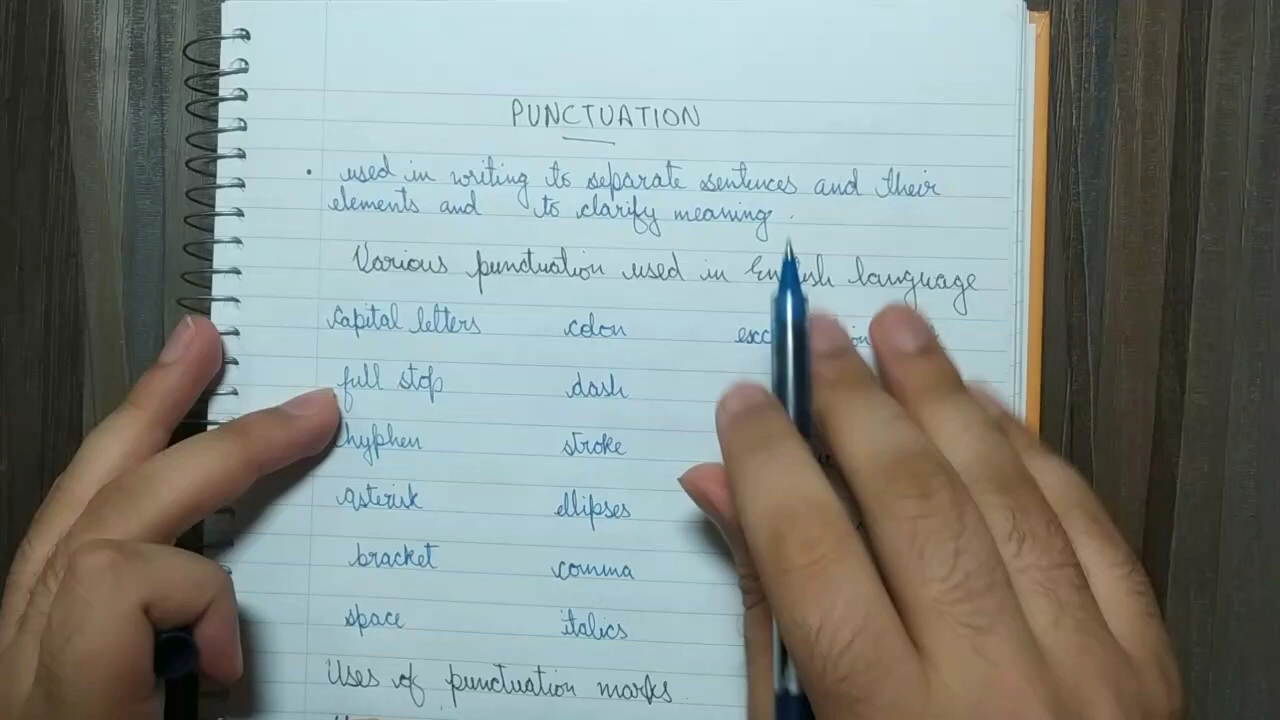 PUNCTUATION
• used in writing to separate sentences and their
elements and to clarify meaning.
Various punctuation used in English language
capital letters colon
full stop dash
hyphen stroke
asterisk ellipses
bracket comma
space italics
Uses of punctuation marks